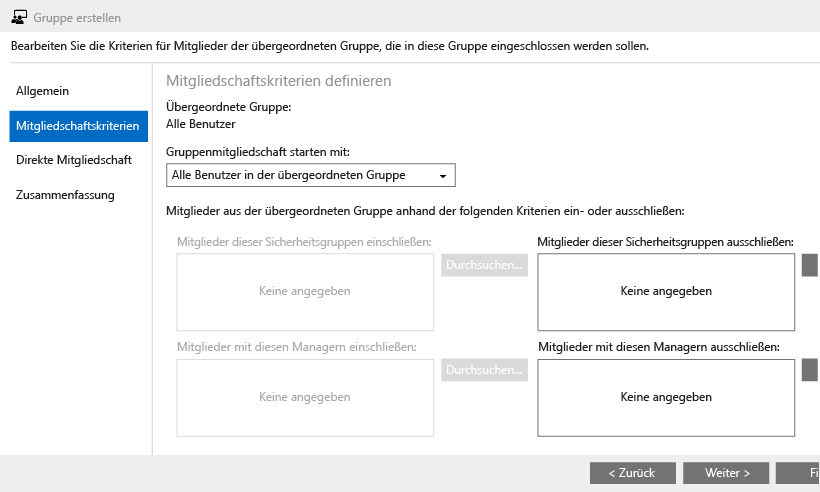 Gruppe erstellen
Bearbeiten Sie die Kriterien für Mitglieder der übergeordneten Gruppe, die in diese Gruppe eingeschlossen werden sollen.
Allgemein
Mitgliedschaftskriterien
Direkte Mitgliedschaft
Zusammenfassung
Mitgliedschaftskriterien definieren
Übergeordnete Gruppe:
Alle Benutzer
Gruppenmitgliedschaft starten mit:
Alle Benutzer in der übergeordneten Gruppe
Mitglieder aus der übergeordneten Gruppe anhand der folgenden Kriterien ein- oder ausschließen:
Mitglieder dieser Sicherheitsgruppen einschließen:
Keine angegeben
Durchsuchen...
Mitglieder dieser Sicherheitsgruppen ausschließen:
Keine angegeben
Mitglieder mit diesen Managern einschließen:
Keine angegeben
Durchsuchen...
Mitglieder mit diesen Managern ausschließen:
Keine angegeben
< Zurück
Weiter >